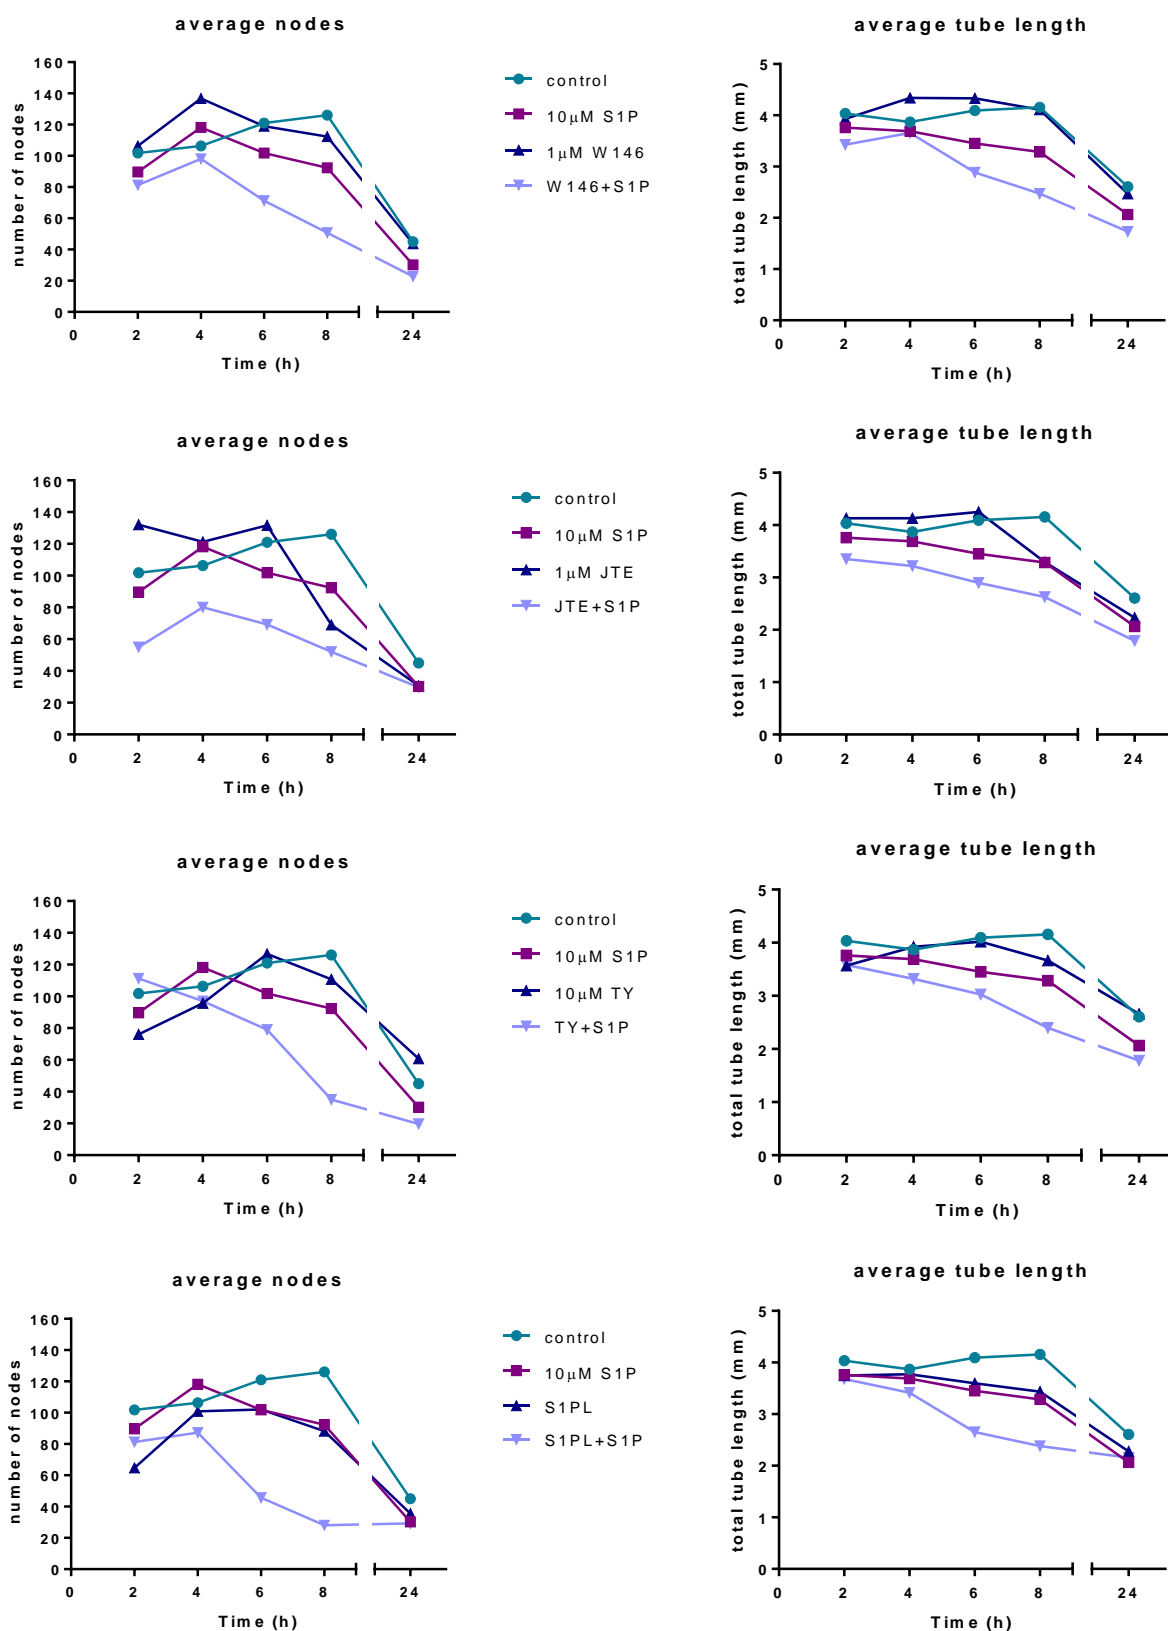 average nodes
160
140
120
100
80
60
40
20
0
number of nodes
0 2 4 6 8 24
Time (h)
control
10μM S1P
1μM W146
W146+S1P
average tube length
5
4
3
2
1
0
total tube length (mm)
0 2 4 6 8 24
Time (h)
average nodes
160
140
120
100
80
60
40
20
0
number of nodes
0 2 4 6 8 24
Time (h)
control
10μM S1P
1μM JTE
JTE+S1P
average tube length
5
4
3
2
1
0
total tube length (mm)
0 2 4 6 8 24
Time (h)
average nodes
160
140
120
100
80
60
40
20
0
number of nodes
0 2 4 6 8 24
Time (h)
control
10μM S1P
10μM TY
TY+S1P
average tube length
5
4
3
2
1
0
total tube length (mm)
0 2 4 6 8 24
Time (h)
average nodes
160
140
120
100
80
60
40
20
0
number of nodes
0 2 4 6 8 24
Time (h)
control
10μM S1P
S1PL
S1PL+S1P
average tube length
5
4
3
2
1
0
total tube length (mm)
0 2 4 6 8 24
Time (h)